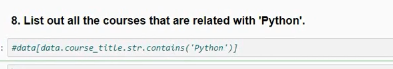 8. List out all the courses that are related with 'Python'.
: #data[data.course_title.str.contains('Python')]